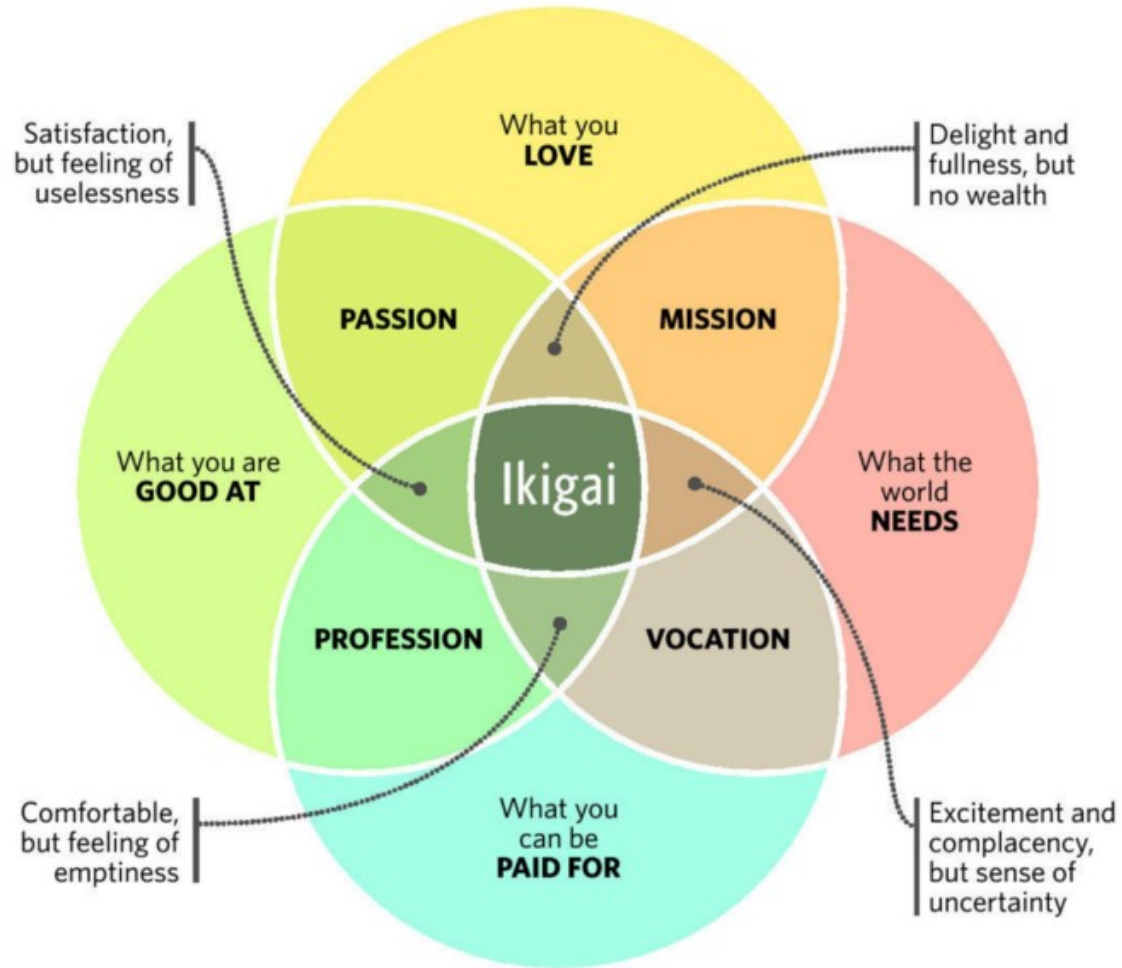 What you
LOVE
Satisfaction,
but feeling of
uselessness
Delight and
fullness, but
no wealth
PASSION
MISSION
What you are
GOOD AT
Ikigai
What the
world
NEEDS
PROFESSION
VOCATION
Comfortable,
but feeling of
emptiness
What you
can be
PAID FOR
Excitement and
complacency,
but sense of
uncertainty